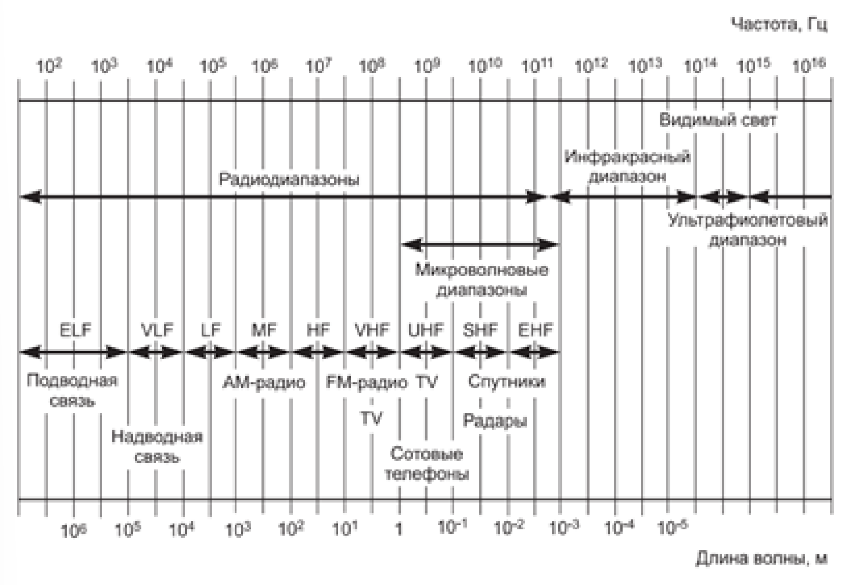 Частота, Гц
10² 10³ 10⁴ 10⁵ 10⁶ 10⁷ 10⁸ 10⁹ 10¹⁰ 10¹¹ 10¹² 10¹³ 10¹⁴ 10¹⁵ 10¹⁶
Видимый свет
Инфракрасный
диапазон
Радиодиапазоны
Ультрафиолетовый
диапазон
Микроволновые
диапазоны
ELF VLF LF MF HF VHF UHF SHF EHF
Подводная
связь
АМ-радио FM-радио TV Спутники
TV
Радары
Надводная
связь
Сотовые
телефоны
10⁶ 10⁵ 10⁴ 10³ 10² 10¹ 1 10⁻¹ 10⁻² 10⁻³ 10⁻⁴ 10⁻⁵
Длина волны, м